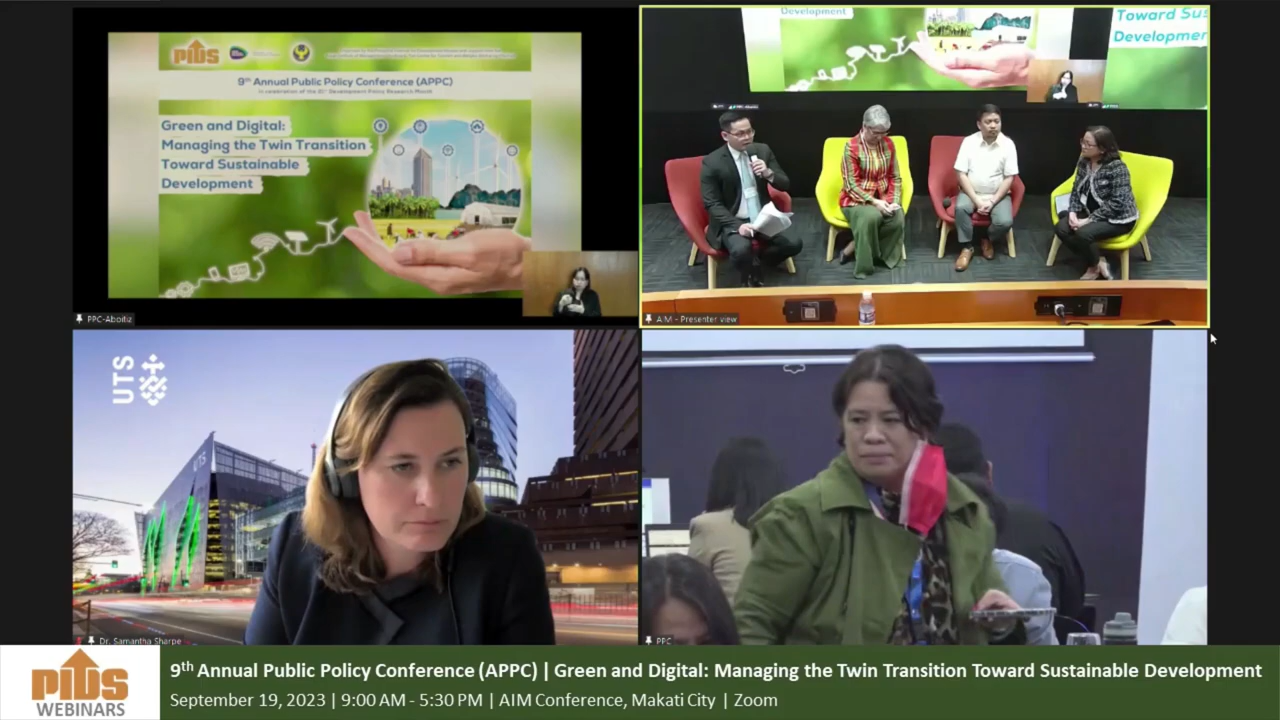 PIDS
9th Annual Public Policy Conference (APPC)
Green and Digital:
Managing the Twin Transition
Toward Sustainable
Development
PPC-Aboitiz
Development
Toward Sus
Developmen
AIM - Presenter view
UTS
UTS
Dr. Samantha Sharpe
PPC
PIDS
WEBINARS
9th Annual Public Policy Conference (APPC) | Green and Digital: Managing the Twin Transition Toward Sustainable Development
September 19, 2023 | 9:00 AM - 5:30 PM | AIM Conference, Makati City | Zoom